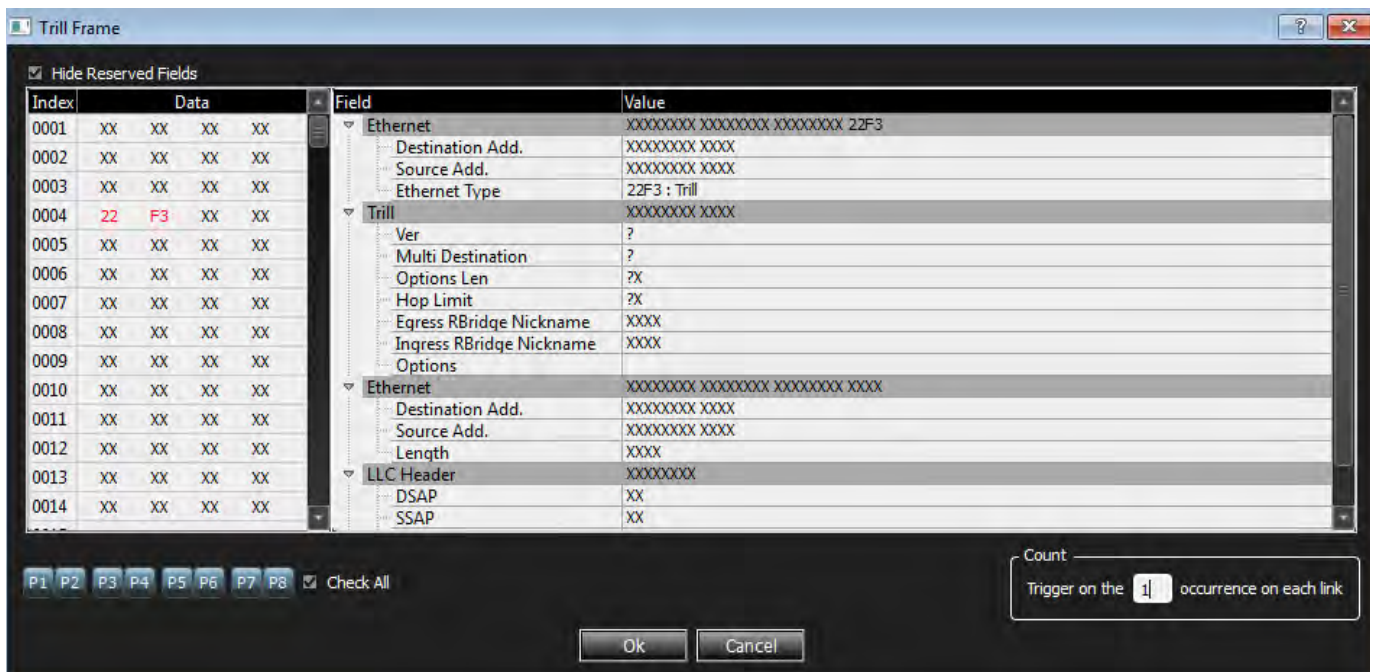 Trill Frame
Hide Reserved Fields
Index Data Field Value
0001 XX XX XX XX
0002 XX XX XX XX
0003 XX XX XX XX
0004 22 F3 XX XX
0005 XX XX XX XX
0006 XX XX XX XX
0007 XX XX XX XX
0008 XX XX XX XX
0009 XX XX XX XX
0010 XX XX XX XX
0011 XX XX XX XX
0012 XX XX XX XX
0013 XX XX XX XX
0014 XX XX XX XX
Ethernet XXXXXXXX XXXXXXXX XXXXXXXX 22F3
Destination Add. XXXXXXXX XXXX
Source Add. XXXXXXXX XXXX
Ethernet Type 22F3 : Trill
Trill XXXXXXXX XXXX
Ver ?
Multi Destination ?
Options Len ?X
Hop Limit ?X
Egress RBridge Nickname XXXX
Ingress RBridge Nickname XXXX
Options
Ethernet XXXXXXXX XXXXXXXX XXXXXXXX XXXX
Destination Add. XXXXXXXX XXXX
Source Add. XXXXXXXX XXXX
Length XXXX
LLC Header XXXXXXXX
DSAP XX
SSAP XX
P1 P2 P3 P4 P5 P6 P7 P8 Check All
Count
Trigger on the 1 occurrence on each link
Ok Cancel